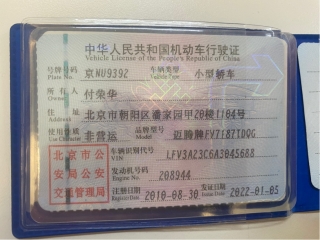 中华人民共和国机动车行驶证
Vehicle License of the People's Republic of China
号牌号码 京NU9392 车辆类型 小型轿车
Plate No. Vehicle Type
所有人 付荣华
Owner
住址 北京市朝阳区潘家园甲20楼1104号
Address
使用性质 非营运 品牌型号 迈腾牌FV7187TDQG
Use Character Model
北京市公
安局公安
交通管理局
车辆识别代号 LFV3A23C6A3045688
VIN
发动机号码 208944
Engine No.
注册日期 2010-08-30 发证日期 2022-01-05
Register Date Issue Date